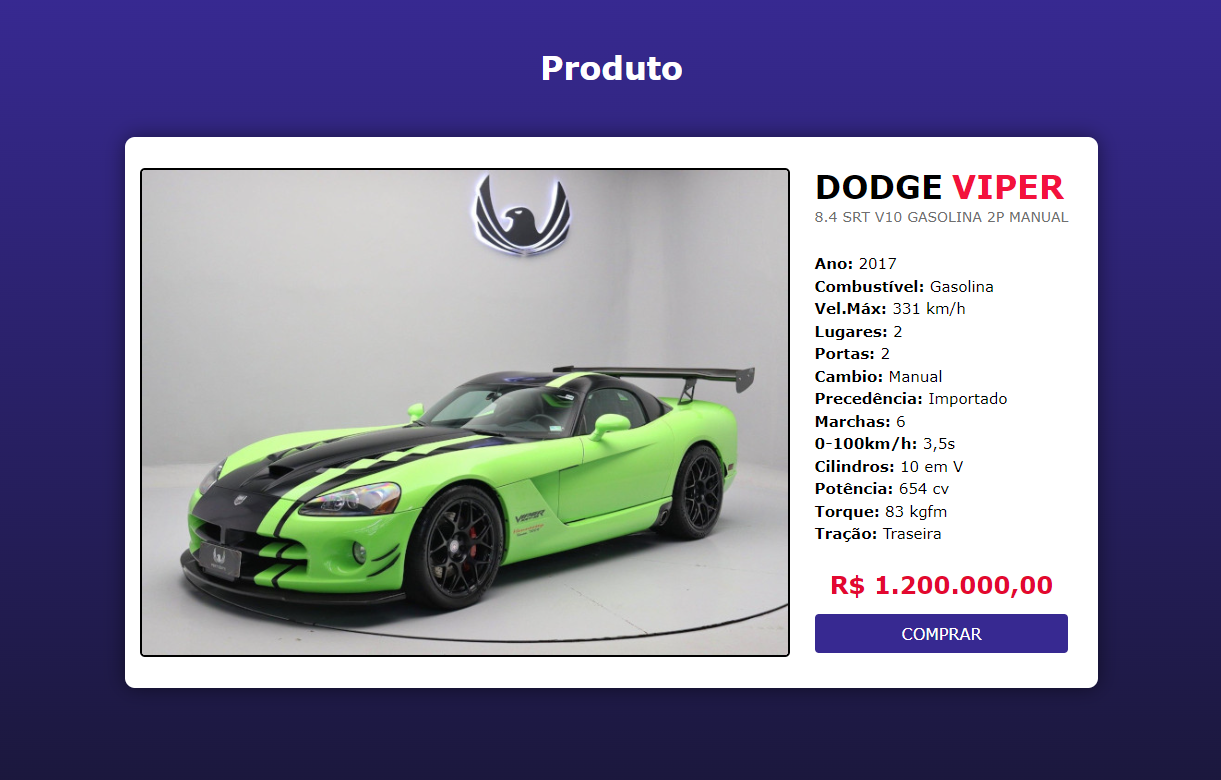 Produto
DODGE VIPER
8.4 SRT V10 GASOLINA 2P MANUAL
Ano: 2017
Combustível: Gasolina
Vel.Máx: 331 km/h
Lugares: 2
Portas: 2
Cambio: Manual
Precedência: Importado
Marchas: 6
0-100km/h: 3,5s
Cilindros: 10 em V
Potência: 654 cv
Torque: 83 kgfm
Tração: Traseira
R$ 1.200.000,00
COMPRAR
VIPER